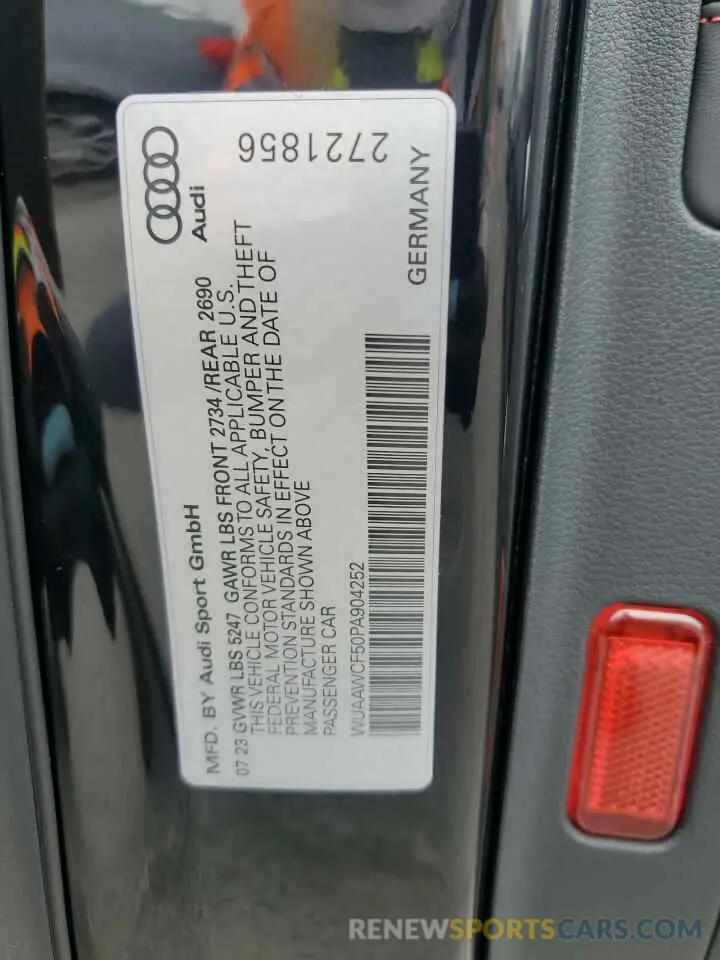 2721856
Audi
GERMANY
MFD. BY Audi Sport GmbH
07 23 GVWR LBS 5247 GAWR LBS FRONT 2734 /REAR 2690
THIS VEHICLE CONFORMS TO ALL APPLICABLE U.S.
FEDERAL MOTOR VEHICLE SAFETY, BUMPER AND THEFT
PREVENTION STANDARDS IN EFFECT ON THE DATE OF
MANUFACTURE SHOWN ABOVE
PASSENGER CAR
WUAAWCF50PA904252
RENEWSPORTSCARS.COM